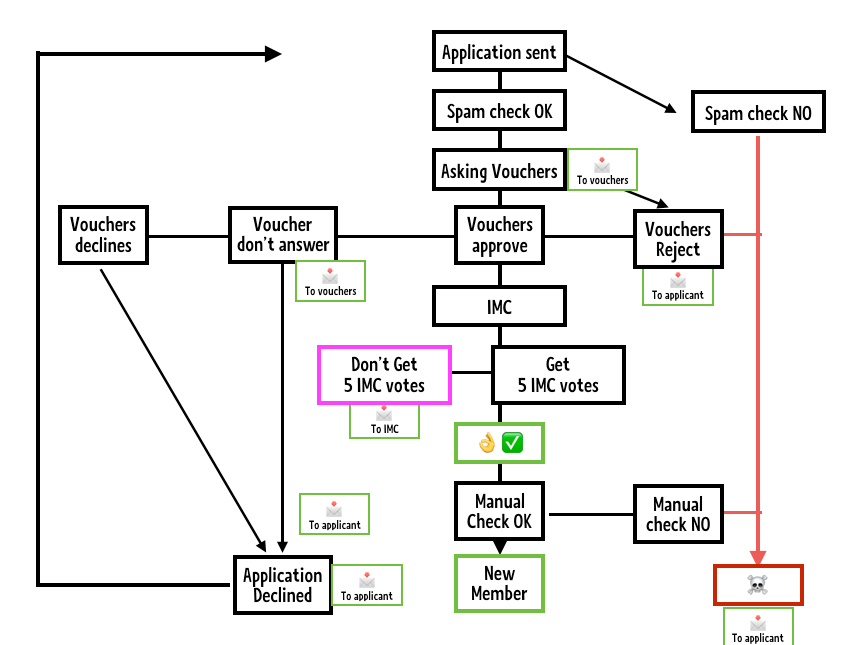 Application sent
Spam check OK
Spam check NO
Asking Vouchers
To vouchers
Vouchers
declines
Voucher
don't answer
To vouchers
Vouchers
approve
Vouchers
Reject
To applicant
IMC
Don't Get
5 IMC votes
To IMC
Get
5 IMC votes
Manual
Check OK
Manual
check NO
To applicant
Application
Declined
To applicant
New
Member
To applicant